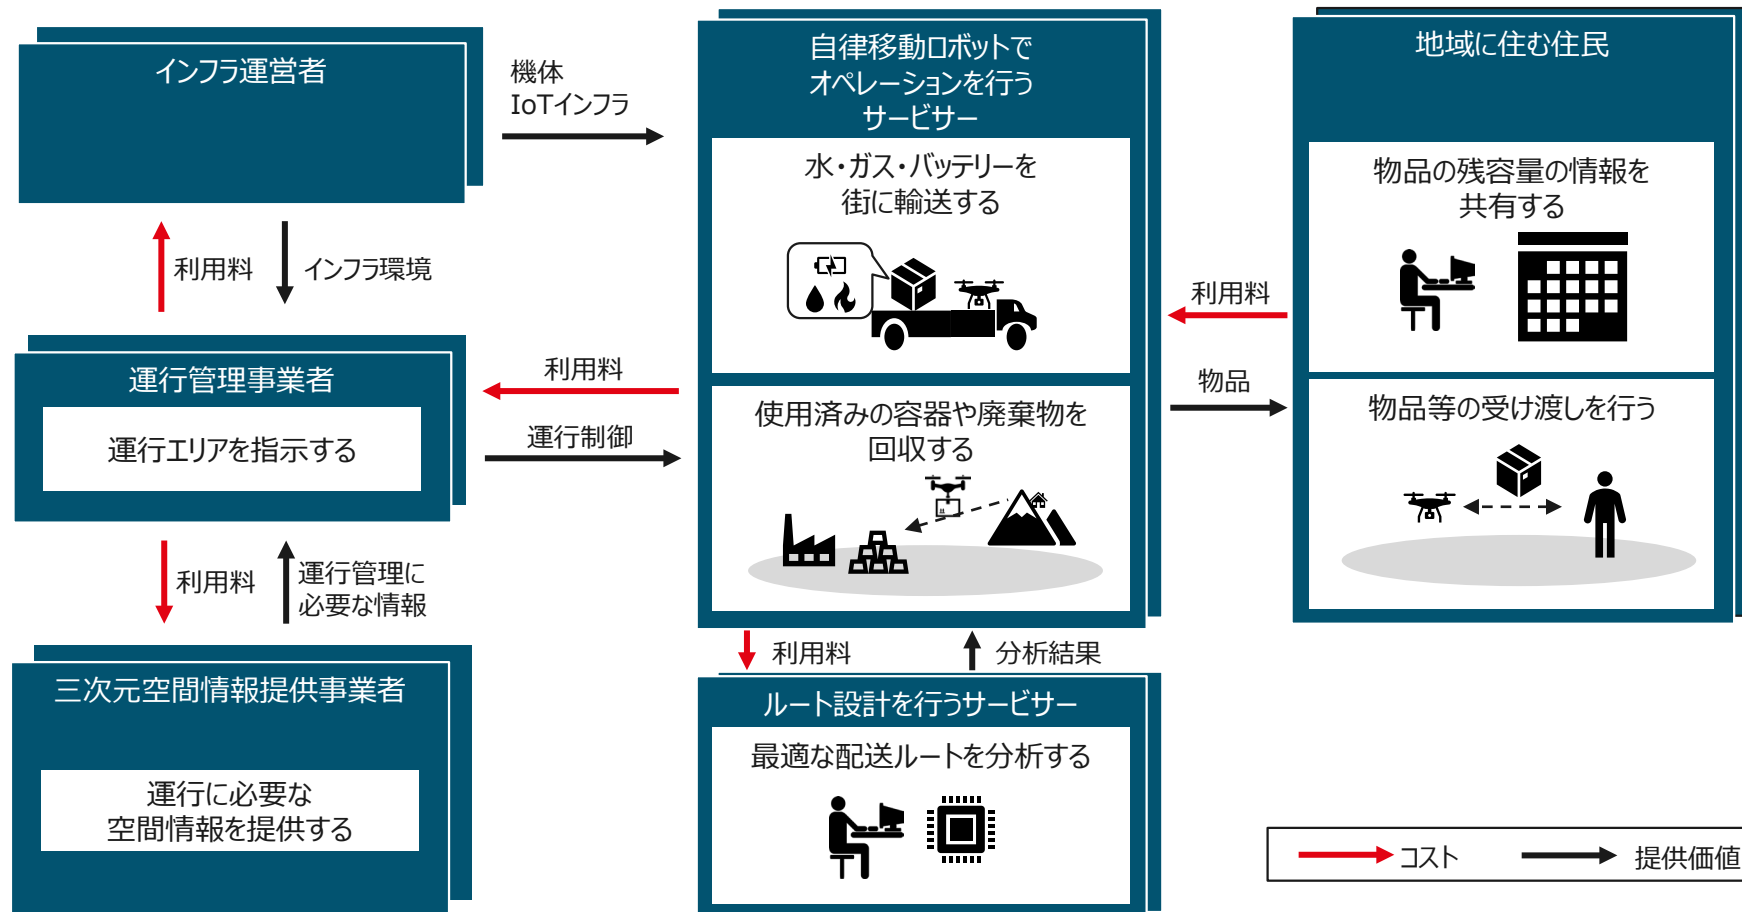 インフラ運営者
機体
IoTインフラ
利用料
インフラ環境
運行管理事業者
運行エリアを指示する
利用料
運行制御
利用料
運行管理に
必要な情報
三次元空間情報提供事業者
運行に必要な
空間情報を提供する
自律移動ロボットで
オペレーションを行う
サービサー
水・ガス・バッテリーを
街に輸送する
使用済みの容器や廃棄物を
回収する
利用料
分析結果
ルート設計を行うサービサー
最適な配送ルートを分析する
利用料
物品
地域に住む住民
物品の残容量の情報を
共有する
物品等の受け渡しを行う
コスト
提供価値